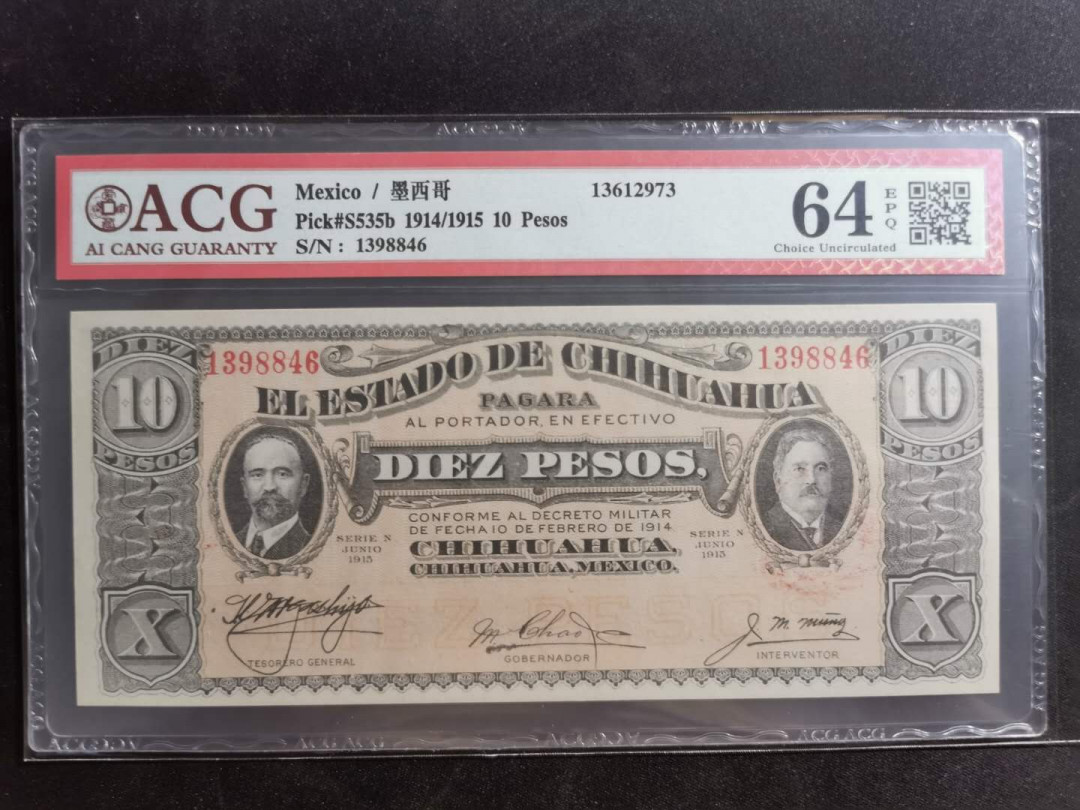 ACG
AI CANG GUARANTY
Mexico / 墨西哥 13612973
Pick#S535b 1914/1915 10 Pesos
S/N : 1398846
64 EPQ
Choice Uncirculated
DIEZ 10 PESOS
1398846
1398846
DIEZ 10 PESOS
EL ESTADO DE CHIHUAHUA
PAGARA
AL PORTADOR, EN EFECTIVO
DIEZ PESOS,
CONFORME AL DECRETO MILITAR
DE FECHA 10 DE FEBRERO DE 1914
CHIHUAHUA,
CHIHUAHUA, MEXICO.
SERIE N
JUNIO
1915
SERIE N
JUNIO
1915
X
X
DIEZ PESOS
TESORERO GENERAL
GOBERNADOR
J. M. Muñoz
INTERVENTOR